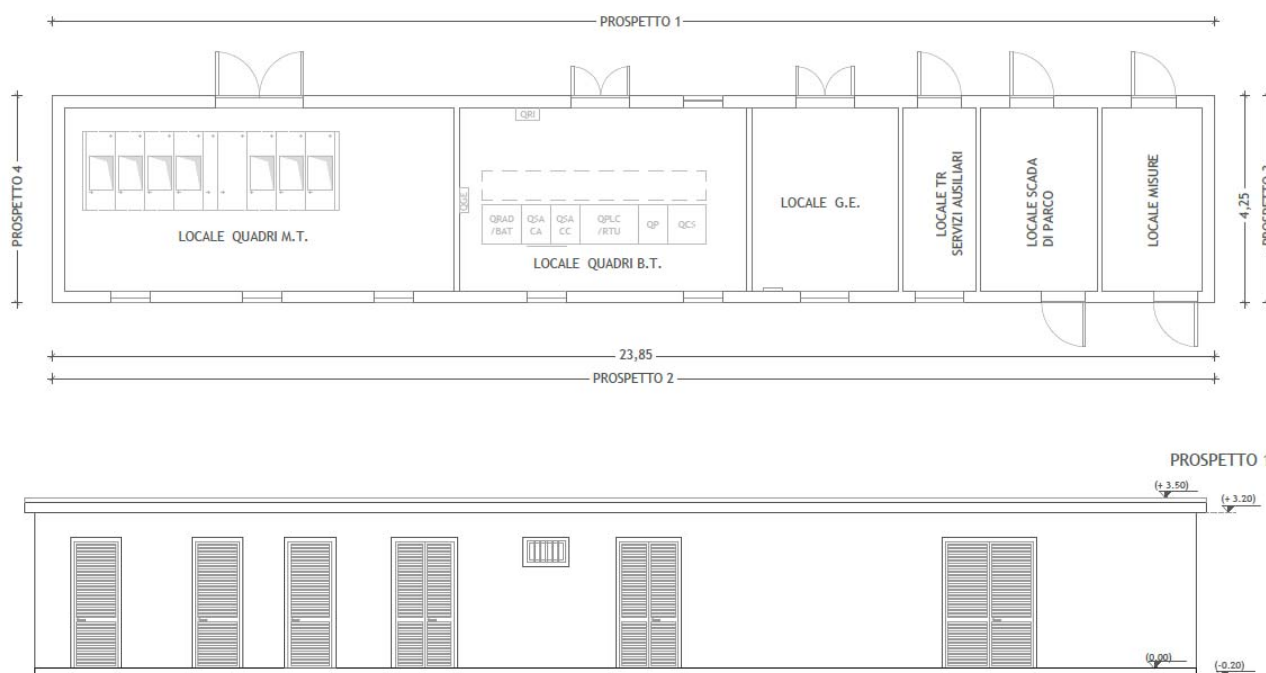 PROSPETTO 1
PROSPETTO 4
QRI
QGE
QRAD
/BAT
QSA
CA
QSA
CC
QPLC
/RTU
QP
QCS
LOCALE QUADRI M.T.
LOCALE QUADRI B.T.
LOCALE G.E.
LOCALE TR
SERVIZI AUSILIARI
LOCALE SCADA
DI PARCO
LOCALE MISURE
4,25
23,85
PROSPETTO 2
PROSPETTO 1
(+ 3.50)
(+ 3.20)
(0.00)
(-0.20)